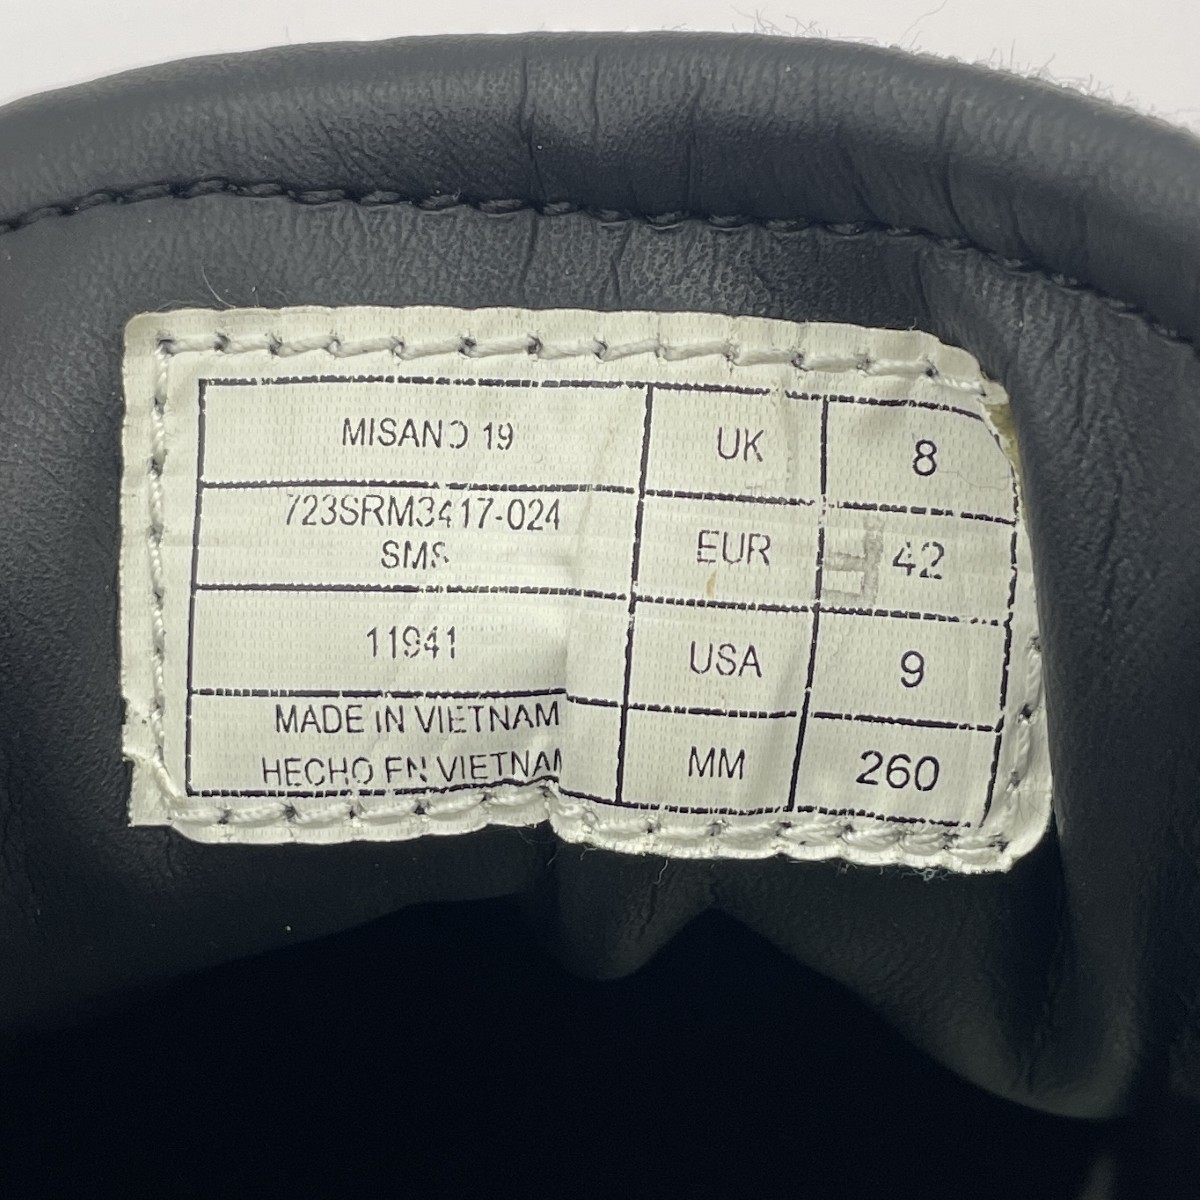 MISANO 19 UK 8
723SRM3417-024
SMS EUR 42
11941 USA 9
MADE IN VIETNAM
HECHO EN VIETNAM MM 260